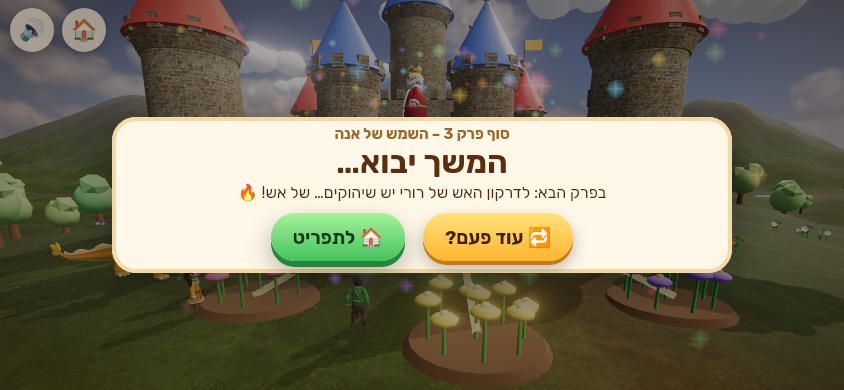 סוף פרק 3 – השמש של אנה
המשך יבוא...
בפרק הבא: לדרקון האש של רורי יש שיהוקים... של אש! 🔥
🔁 עוד פעם?
🏠 לתפריט